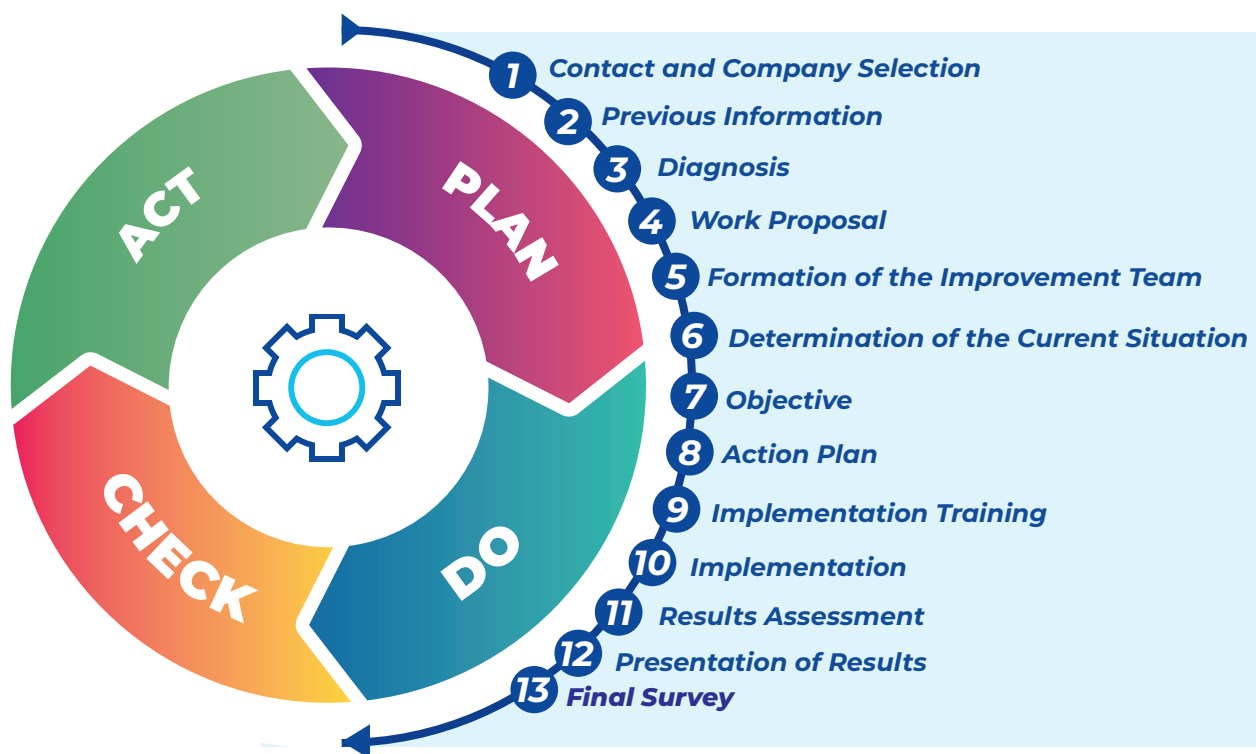 ACT
PLAN
CHECK
DO
1 Contact and Company Selection
2 Previous Information
3 Diagnosis
4 Work Proposal
5 Formation of the Improvement Team
6 Determination of the Current Situation
7 Objective
8 Action Plan
9 Implementation Training
10 Implementation
11 Results Assessment
12 Presentation of Results
13 Final Survey